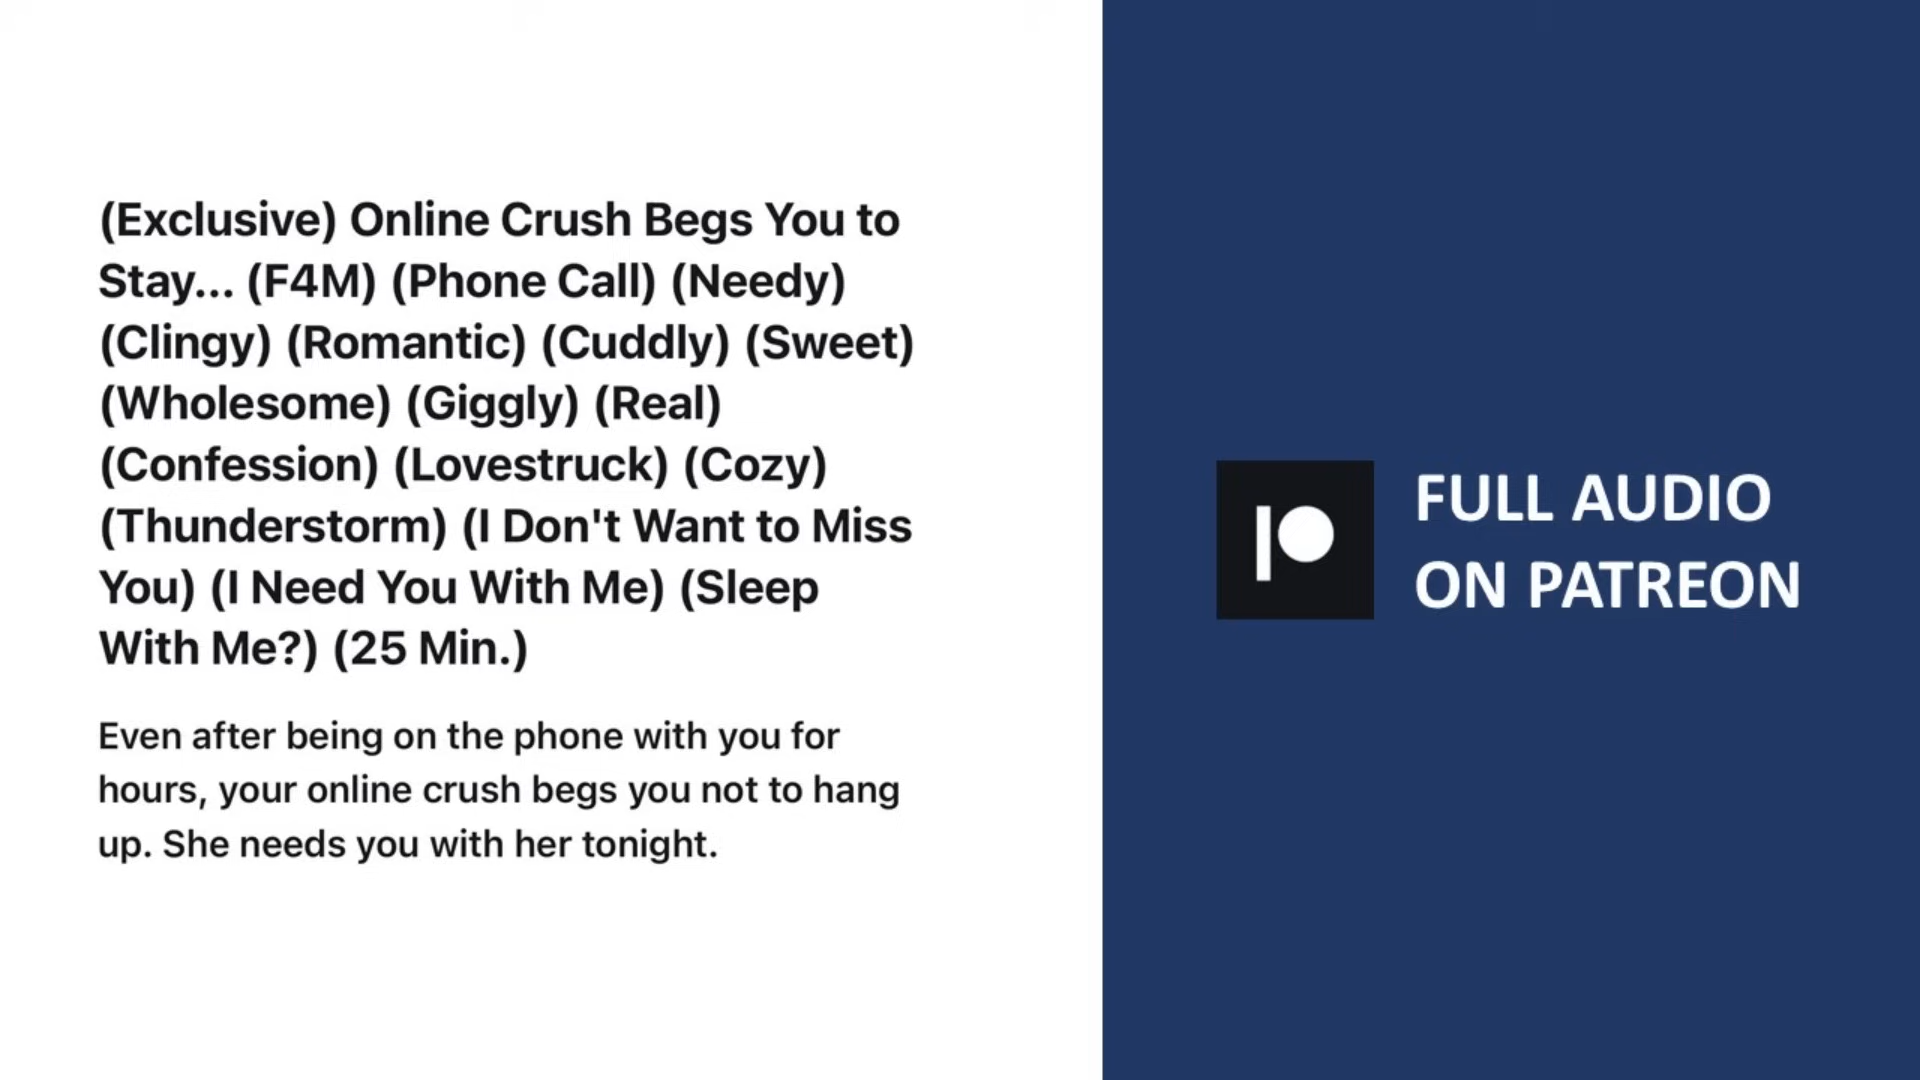 (Exclusive) Online Crush Begs You to
Stay... (F4M) (Phone Call) (Needy)
(Clingy) (Romantic) (Cuddly) (Sweet)
(Wholesome) (Giggly) (Real)
(Confession) (Lovestruck) (Cozy)
(Thunderstorm) (I Don't Want to Miss
You) (I Need You With Me) (Sleep
With Me?) (25 Min.)
Even after being on the phone with you for
hours, your online crush begs you not to hang
up. She needs you with her tonight.
FULL AUDIO
ON PATREON